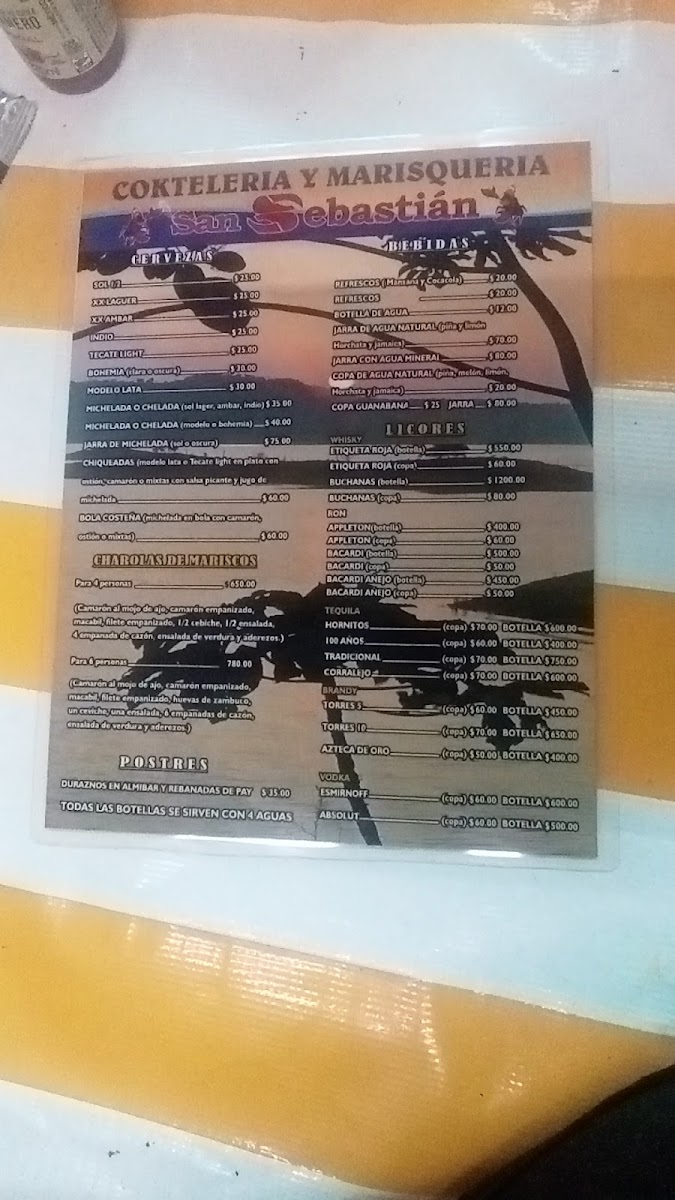 COKTELERIA Y MARISQUERIA
San Sebastián
CERVEZAS
SOL 1/2 $25.00
XX LAGUER $25.00
XX AMBAR $25.00
INDIO $25.00
TECATE LIGHT $25.00
BOHEMIA (clara o oscura) $30.00
MODELO LATA $30.00
MICHELADA O CHELADA (sol lager, ambar, indio) $35.00
MICHELADA O CHELADA (modelo o bohemia) $40.00
JARRA DE MICHELADA (sol o oscura) $75.00
CHIQUEADAS (modelo lata o Tecate light en plato con
ostión, camarón o mixtas con salsa picante y jugo de
michelada $60.00
BOLA COSTEÑA (michelada en bola con camarón,
ostión o mixtas) $60.00
CHAROLAS DE MARISCOS
Para 4 personas $650.00
(Camarón al mojo de ajo, camarón empanizado,
macabil, filete empanizado, 1/2 cebiche, 1/2 ensalada,
4 empanada de cazón, ensalada de verdura y aderezos.)
Para 6 personas 780.00
(Camarón al mojo de ajo, camarón empanizado,
macabil, filete empanizado, huevas de zambuto,
un ceviche, una ensalada, 6 empanadas de cazón,
ensalada de verdura y aderezos.)
POSTRES
DURAZNOS EN ALMIBAR Y REBANADAS DE PAY $35.00
TODAS LAS BOTELLAS SE SIRVEN CON 4 AGUAS
BEBIDAS
REFRESCOS (Manzana y Cocacola) $20.00
REFRESCOS $20.00
BOTELLA DE AGUA $12.00
JARRA DE AGUA NATURAL (piña y limón
Horchata y jamaica) $70.00
JARRA CON AGUA MINERAL $80.00
COPA DE AGUA NATURAL (piña, melón, limón,
Horchata y jamaica) $20.00
COPA GUANABANA $25 JARRA $80.00
LICORES
WHISKY
ETIQUETA ROJA (botella) $550.00
ETIQUETA ROJA (copa) $60.00
BUCHANAS (botella) $1200.00
BUCHANAS (copa) $80.00
RON
APPLETON(botella) $400.00
APPLETON (copa) $60.00
BACARDI (botella) $500.00
BACARDI (copa) $50.00
BACARDI ANEJO (botella) $450.00
BACARDI ANEJO (copa) $50.00
TEQUILA
HORNITOS (copa) $70.00 BOTELLA $600.00
100 AÑOS (copa) $60.00 BOTELLA $400.00
TRADICIONAL (copa) $70.00 BOTELLA $750.00
CORRALEJO (copa) $70.00 BOTELLA $600.00
BRANDY
TORRES 5 (copa) $60.00 BOTELLA $450.00
TORRES 10 (copa) $70.00 BOTELLA $650.00
AZTECA DE ORO (copa) $50.00 BOTELLA $400.00
VODKA
ESMIRNOFF (copa) $60.00 BOTELLA $600.00
ABSOLUT (copa) $60.00 BOTELLA $500.00